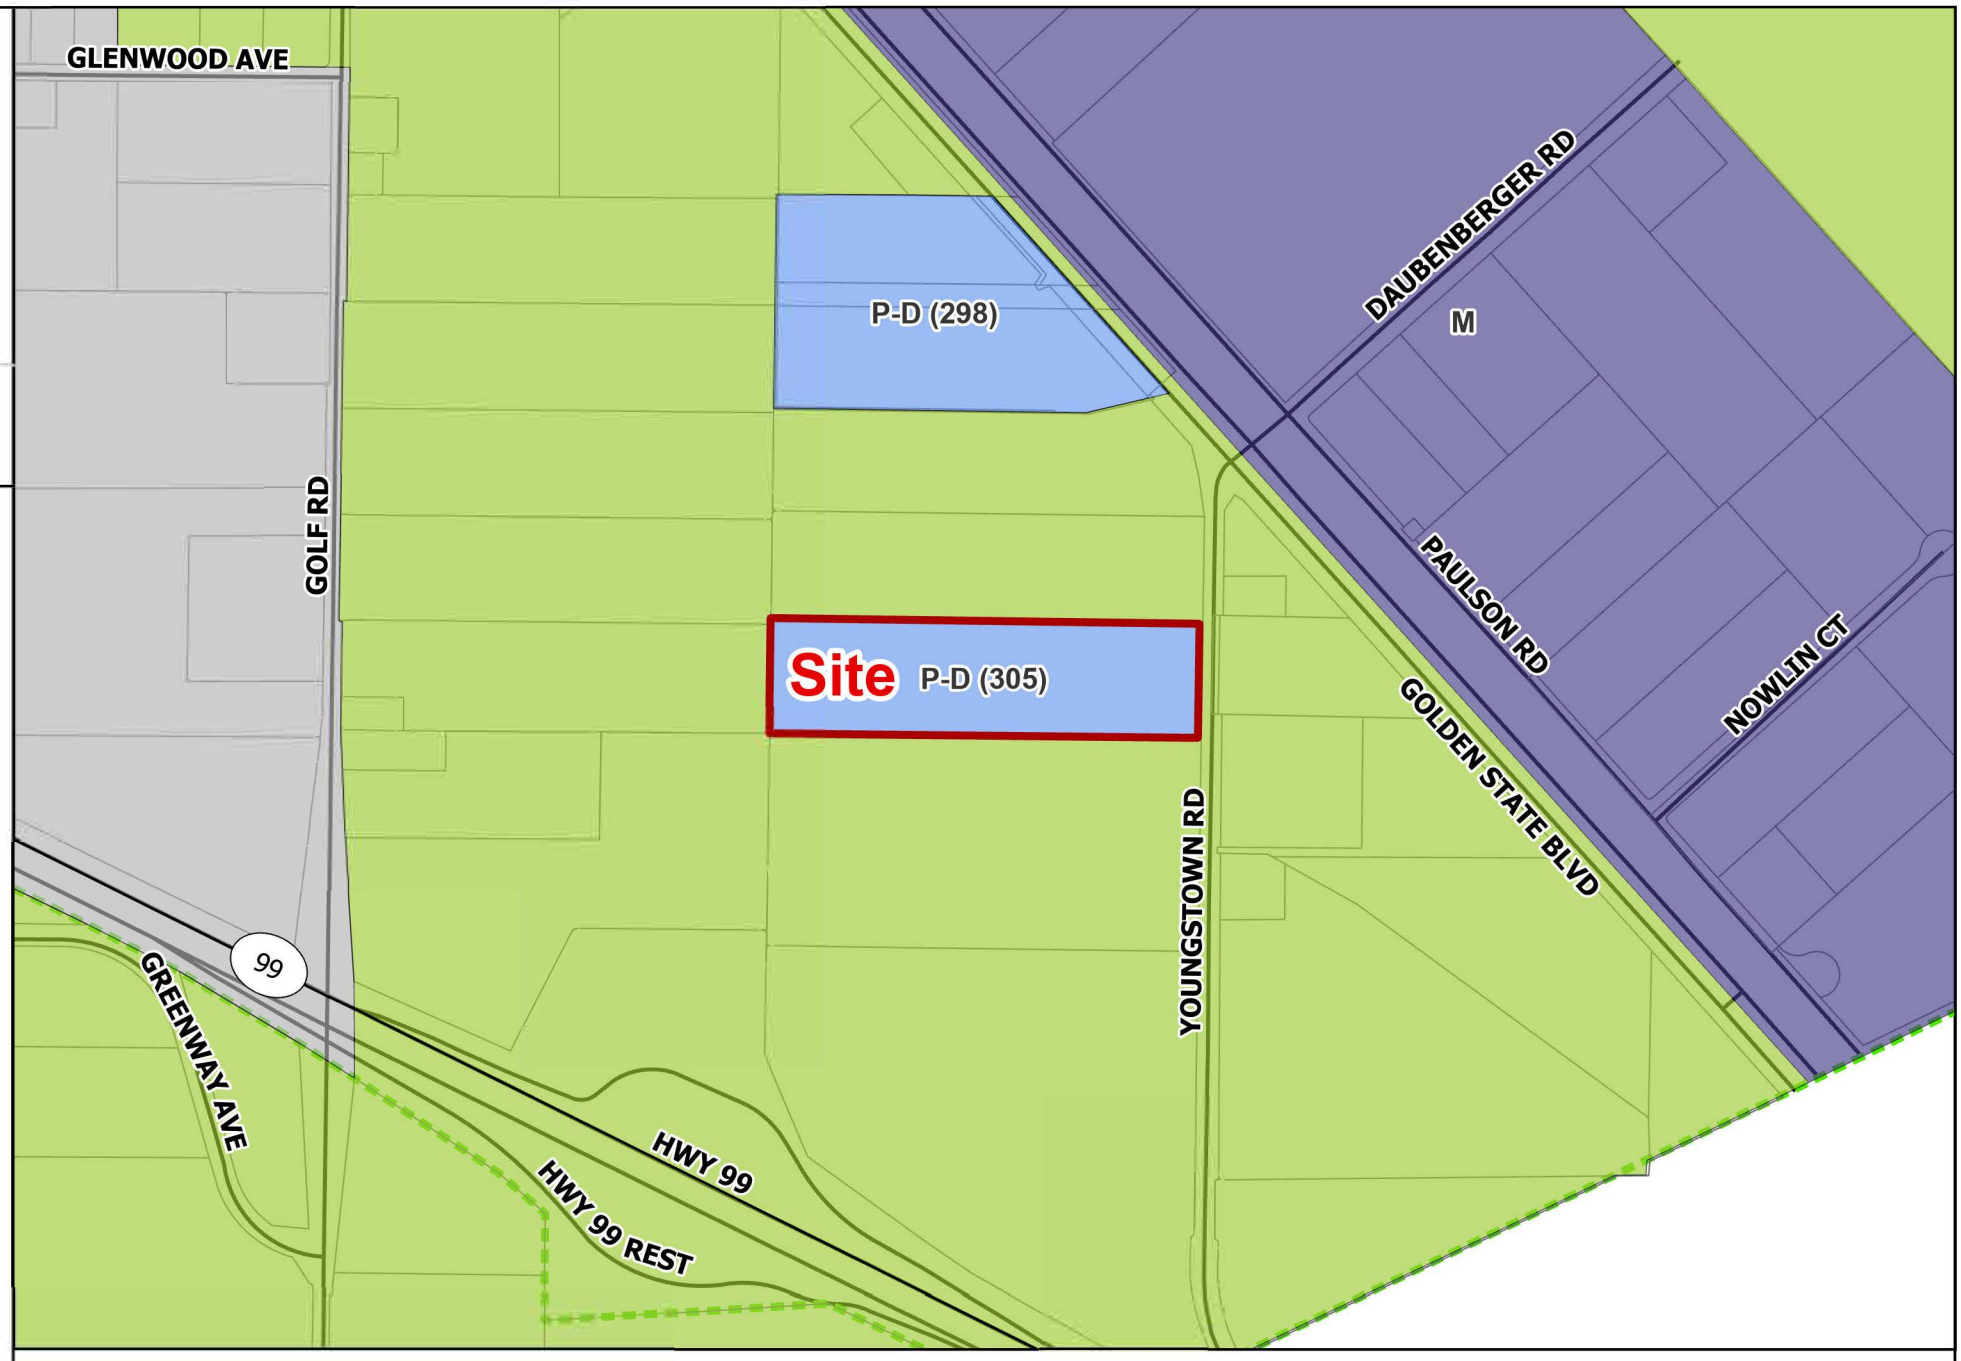 GLENWOOD AVE
DAUBENBERGER RD
P-D (298)
M
GOLF RD
PAULSON RD
Site P-D (305)
NOWLIN CT
GOLDEN STATE BLVD
YOUNGSTOWN RD
99
GREENWAY AVE
HWY 99
HWY 99 REST